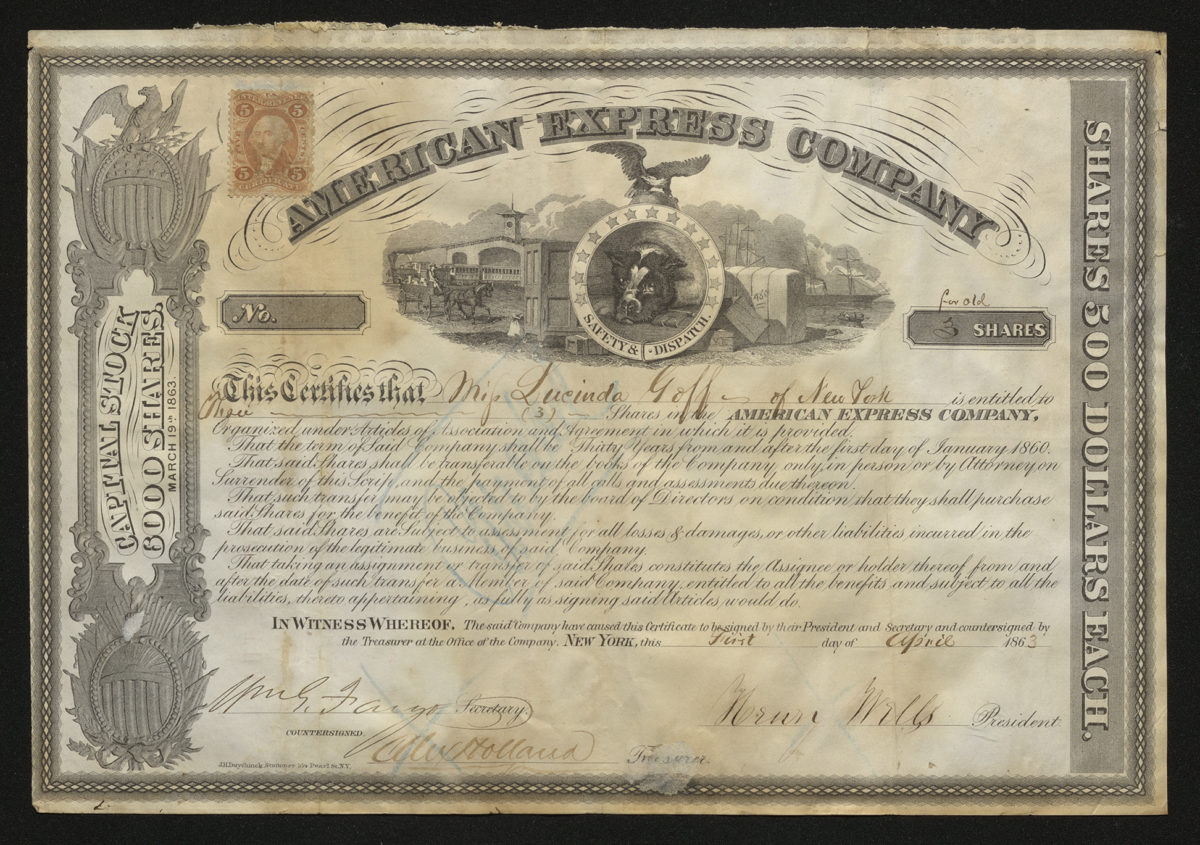 AMERICAN EXPRESS COMPANY
5 5
5 5
CERTIFICATE
SAFETY & DISPATCH.
No.
for old
3 SHARES
CAPITAL STOCK
6000 SHARES.
MARCH 19TH 1863.
SHARES 500 DOLLARS EACH.
This Certifies that Miss Lucinda Goff of New York is entitled to
Three (3) Shares in the AMERICAN EXPRESS COMPANY,
Organized under Articles of Association and Agreement in which it is provided,
That the term of Said Company shall be Thirty Years from and after the first day of January 1860.
That said Shares shall be transferable on the books of the Company, only in person or by Attorney on
Surrender of this Scrip and the payment of all calls and assessments due thereon.
That such transfer may be objected to by the board of Directors on condition that they shall purchase
said Shares for the benefit of the Company.
That said Shares are Subject to assessment for all losses & damages, or other liabilities incurred in the
prosecution of the legitimate business of said Company.
That taking an assignment or transfer of said Shares constitutes the Assignee or holder thereof from and
after the date of such transfer a Member of said Company, entitled to all the benefits and subject to all the
liabilities, thereto appertaining, as fully as signing said Articles, would do.
IN WITNESS WHEREOF, The said Company have caused this Certificate to be signed by their President and Secretary and countersigned by
the Treasurer at the Office of the Company. NEW YORK, this First day of April 1863
Wm G. Fargo Secretary.
Henry Wells President.
COUNTERSIGNED
Alex Holland Treasurer.
J.H. Duyckinck, Stationer 154 Pearl St. N.Y.